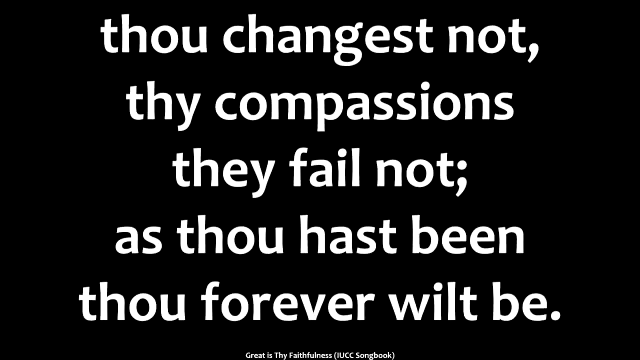 thou changest not,
thy compassions
they fail not;
as thou hast been
thou forever wilt be.
Great is Thy Faithfulness (IUCC Songbook)